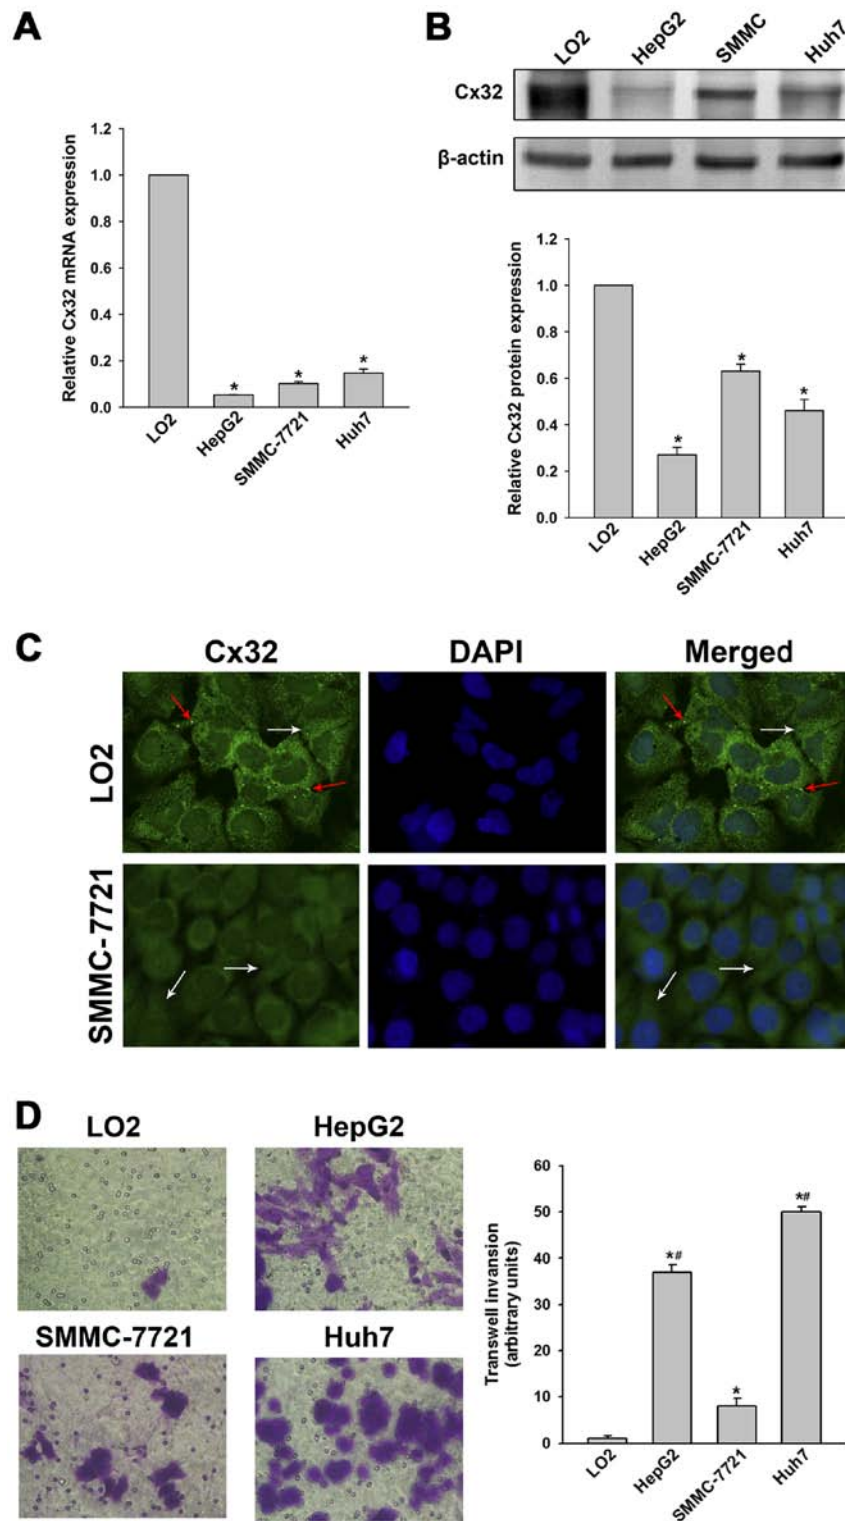 A
Relative Cx32 mRNA expression
1.2
1.0
0.8
0.6
0.4
0.2
0.0
*
*
*
LO2
HepG2
SMMC-7721
Huh7
B
LO2
HepG2
SMMC
Huh7
Cx32
β-actin
Relative Cx32 protein expression
1.2
1.0
0.8
0.6
0.4
0.2
0.0
*
*
*
LO2
HepG2
SMMC-7721
Huh7
C
Cx32
DAPI
Merged
LO2
SMMC-7721
D
LO2
HepG2
SMMC-7721
Huh7
Transwell invansion
(arbitrary units)
60
50
40
30
20
10
0
*#
*
*#
LO2
HepG2
SMMC-7721
Huh7